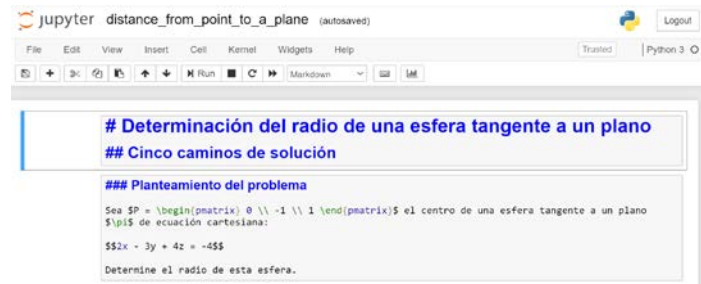 jupyter distance_from_point_to_a_plane (autosaved)
Logout
File Edit View Insert Cell Kernel Widgets Help
Trusted Python 3
Run Markdown
# Determinación del radio de una esfera tangente a un plano
## Cinco caminos de solución
### Planteamiento del problema
Sea $P = \begin{pmatrix} 0 \\ -1 \\ 1 \end{pmatrix}$ el centro de una esfera tangente a un plano
$\pi$ de ecuación cartesiana:
$$2x - 3y + 4z = -4$$
Determine el radio de esta esfera.